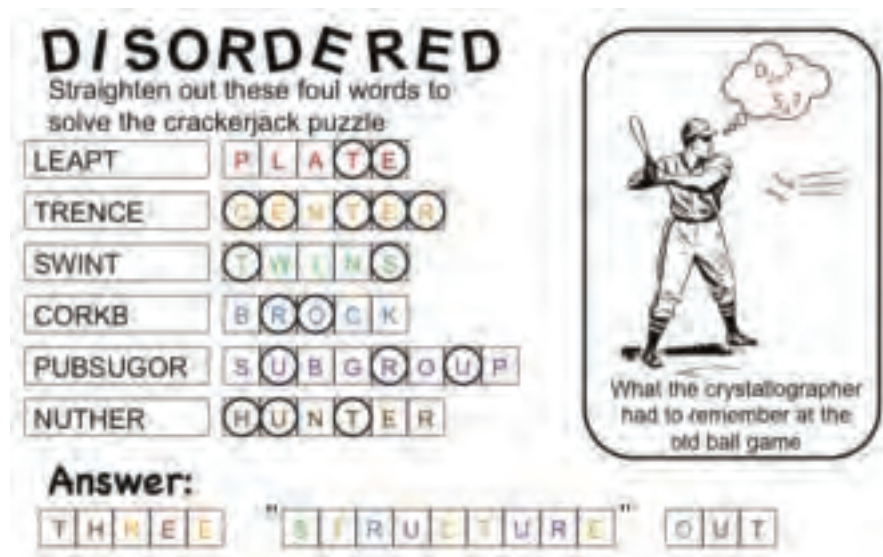 DISORDERED
Straighten out these foul words to
solve the crackerjack puzzle
LEAPT PLATE
TRENCE CENTER
SWINT TWINS
CORKB BROCK
PUBSUGOR SUBGROUP
NUTHER HUNTER
What the crystallographer
had to remember at the
old ball game
Answer:
THREE "STRUCTURE" OUT